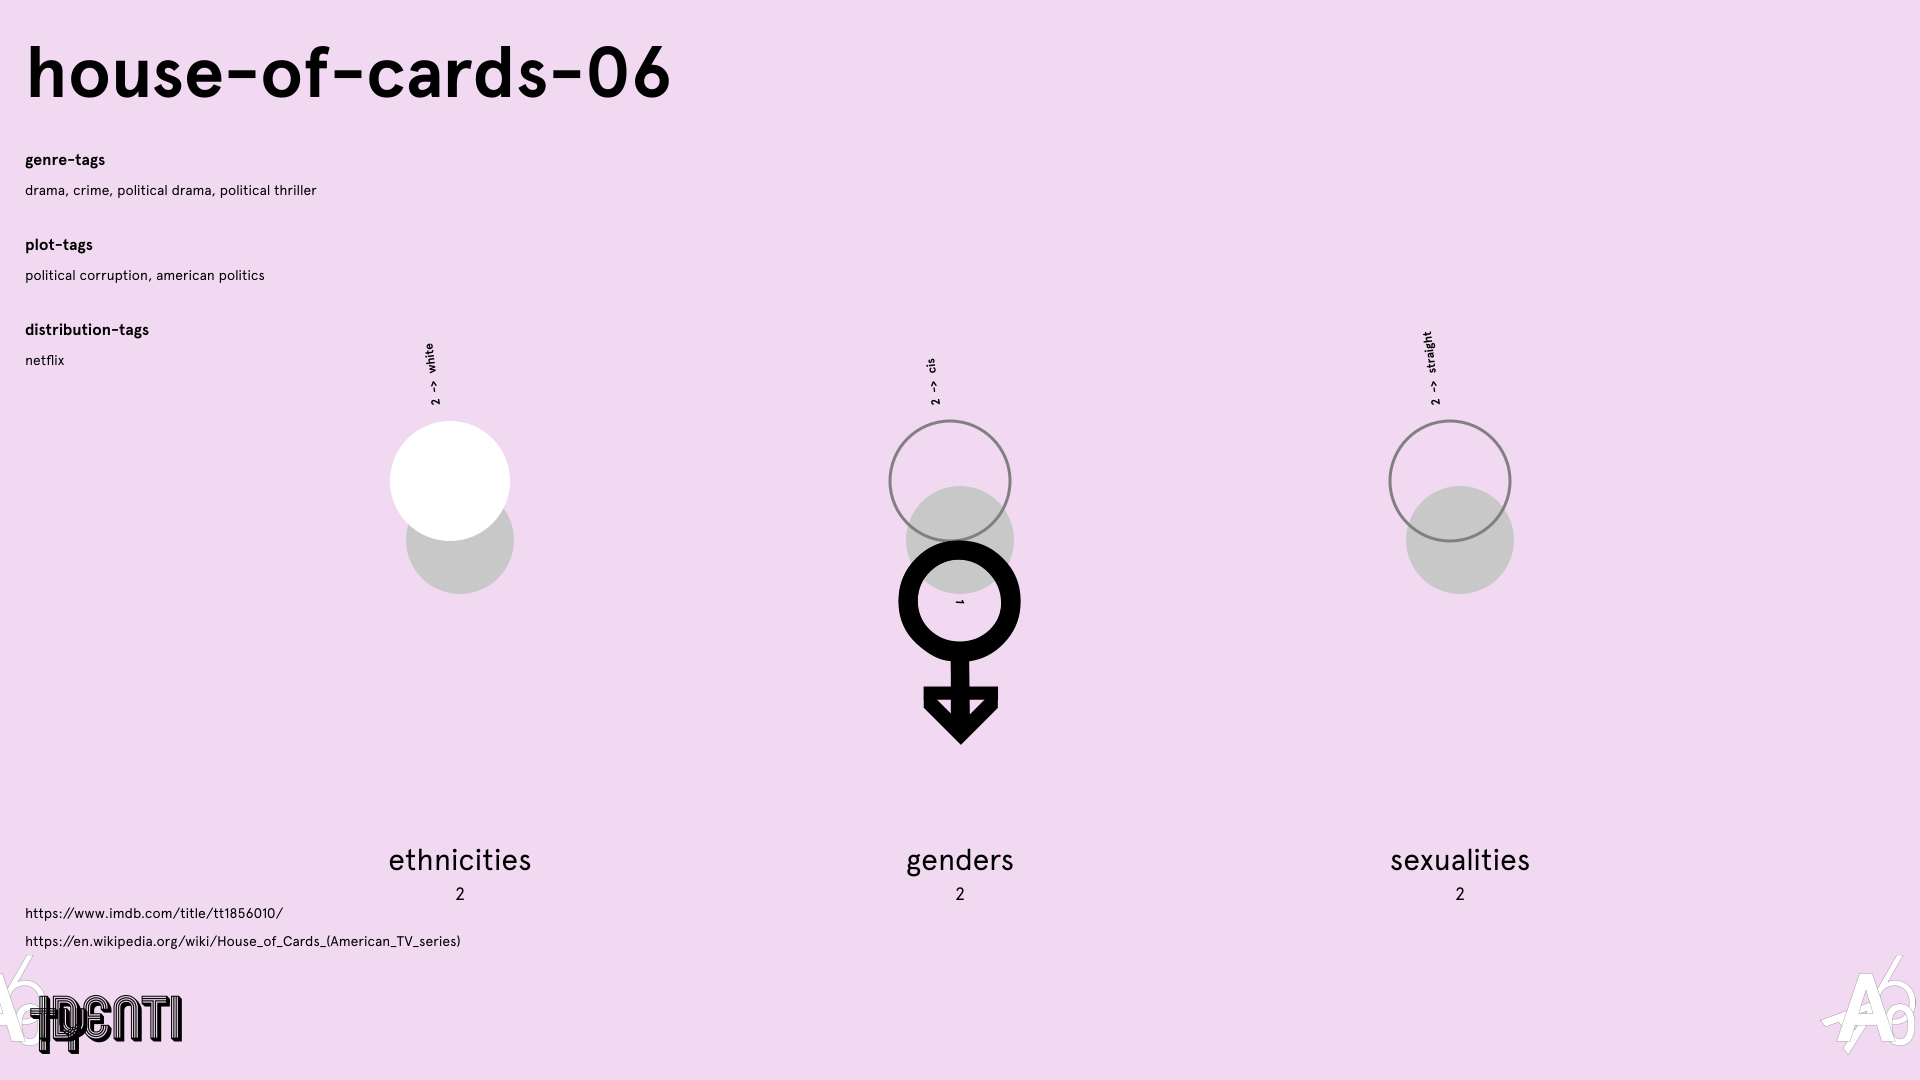 house-of-cards-06
genre-tags
drama, crime, political drama, political thriller
plot-tags
political corruption, american politics
distribution-tags
netflix
2 -> white
2 -> cis
2 -> straight
1
ethnicities
2
genders
2
sexualities
2
https://www.imdb.com/title/tt1856010/
https://en.wikipedia.org/wiki/House_of_Cards_(American_TV_series)
IDENTI